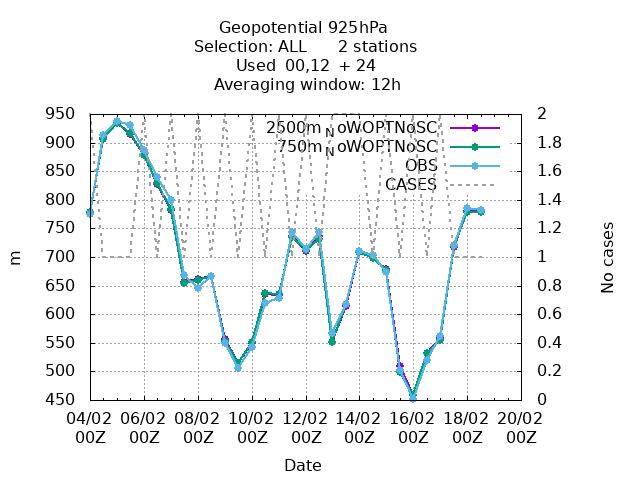 Geopotential 925hPa
Selection: ALL 2 stations
Used 00,12 + 24
Averaging window: 12h
2500m NoWOPTNoSC
750m NoWOPTNoSC
OBS
CASES
950
900
850
800
750
700
650
600
550
500
450
m
2
1.8
1.6
1.4
1.2
1
0.8
0.6
0.4
0.2
0
No cases
04/02 06/02 08/02 10/02 12/02 14/02 16/02 18/02 20/02
00Z 00Z 00Z 00Z 00Z 00Z 00Z 00Z 00Z
Date